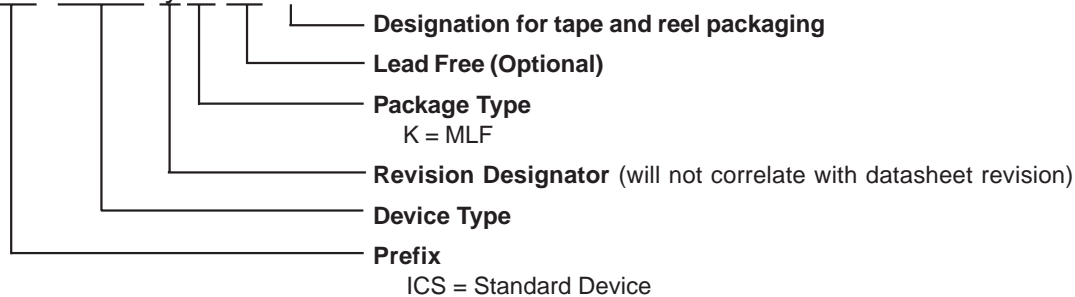 Designation for tape and reel packaging
Lead Free (Optional)
Package Type
K = MLF
Revision Designator (will not correlate with datasheet revision)
Device Type
Prefix
ICS = Standard Device